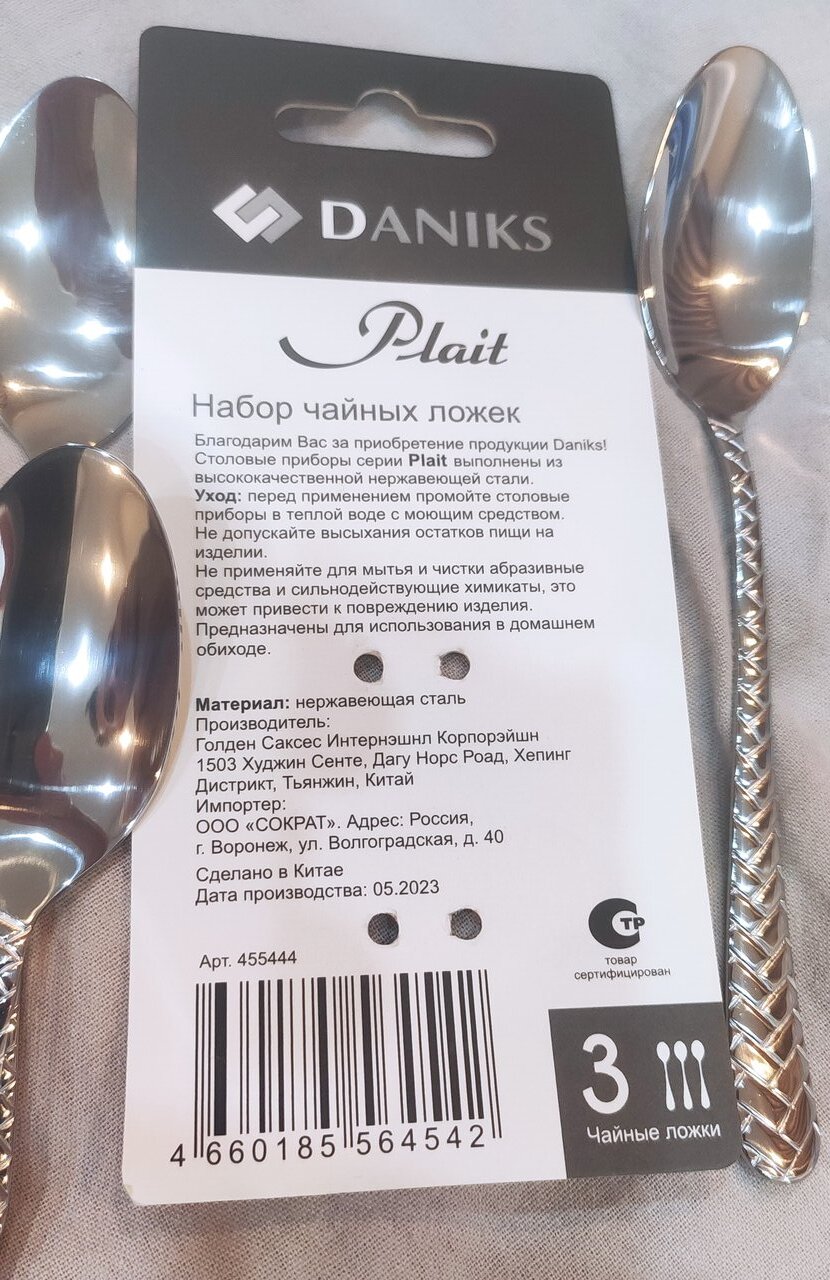 DANIKS
Plait
Набор чайных ложек
Благодарим Вас за приобретение продукции Daniks!
Столовые приборы серии Plait выполнены из
высококачественной нержавеющей стали.
Уход: перед применением промойте столовые
приборы в теплой воде с моющим средством.
Не допускайте высыхания остатков пищи на
изделии.
Не применяйте для мытья и чистки абразивные
средства и сильнодействующие химикаты, это
может привести к повреждению изделия.
Предназначены для использования в домашнем
обиходе.
Материал: нержавеющая сталь
Производитель:
Голден Саксес Интернэшнл Корпорэйшн
1503 Худжин Сенте, Дагу Норс Роад, Хепинг
Дистрикт, Тьянжин, Китай
Импортер:
ООО «СОКРАТ». Адрес: Россия,
г. Воронеж, ул. Волгоградская, д. 40
Сделано в Китае
Дата производства: 05.2023
СТР
товар
сертифицирован
Арт. 455444
4 660185 564542
3
Чайные ложки